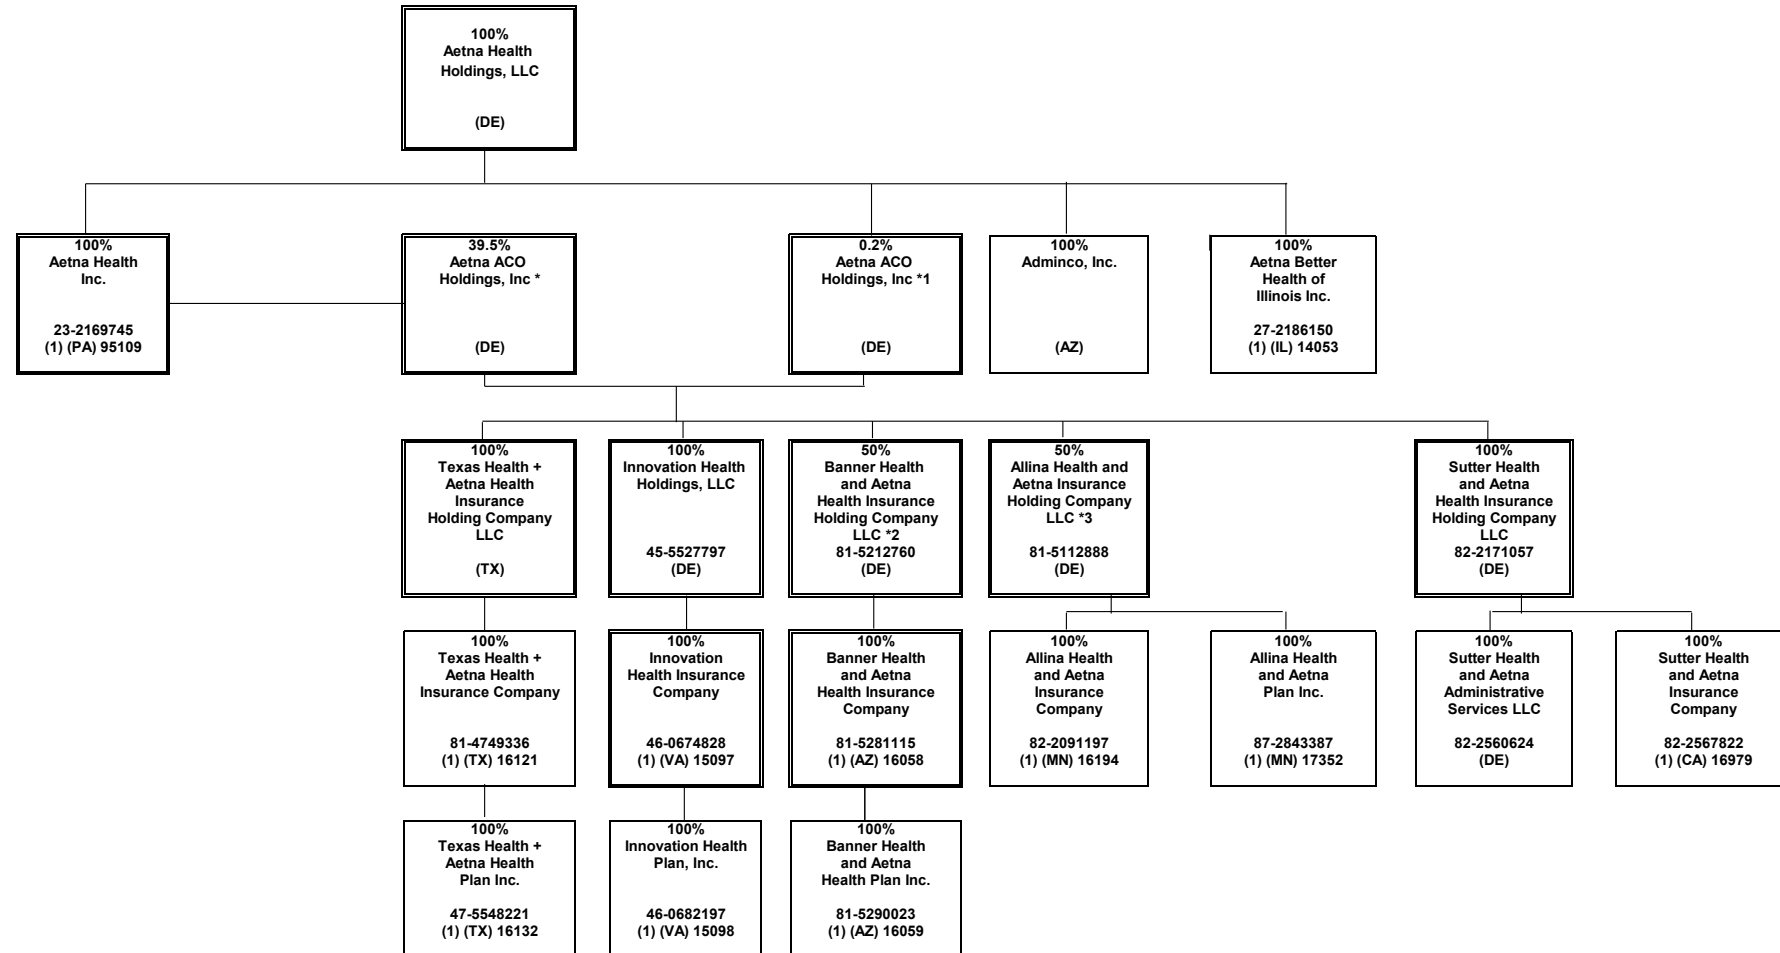 100%
Aetna Health
Holdings, LLC
(DE)
100%
Aetna Health
Inc.
23-2169745
(1) (PA) 95109
39.5%
Aetna ACO
Holdings, Inc *
(DE)
0.2%
Aetna ACO
Holdings, Inc *1
(DE)
100%
Adminco, Inc.
(AZ)
100%
Aetna Better
Health of
Illinois Inc.
27-2186150
(1) (IL) 14053
100%
Texas Health +
Aetna Health
Insurance
Holding Company
LLC
(TX)
100%
Innovation Health
Holdings, LLC
45-5527797
(DE)
50%
Banner Health
and Aetna
Health Insurance
Holding Company
LLC *2
81-5212760
(DE)
50%
Allina Health and
Aetna Insurance
Holding Company
LLC *3
81-5112888
(DE)
100%
Sutter Health
and Aetna
Health Insurance
Holding Company
LLC
82-2171057
(DE)
100%
Texas Health +
Aetna Health
Insurance Company
81-4749336
(1) (TX) 16121
100%
Innovation
Health Insurance
Company
46-0674828
(1) (VA) 15097
100%
Banner Health
and Aetna
Health Insurance
Company
81-5281115
(1) (AZ) 16058
100%
Allina Health
and Aetna
Insurance
Company
82-2091197
(1) (MN) 16194
100%
Allina Health
and Aetna
Plan Inc.
87-2843387
(1) (MN) 17352
100%
Sutter Health
and Aetna
Administrative
Services LLC
82-2560624
(DE)
100%
Sutter Health
and Aetna
Insurance
Company
82-2567822
(1) (CA) 16979
100%
Texas Health +
Aetna Health
Plan Inc.
47-5548221
(1) (TX) 16132
100%
Innovation Health
Plan, Inc.
46-0682197
(1) (VA) 15098
100%
Banner Health
and Aetna
Health Plan Inc.
81-5290023
(1) (AZ) 16059